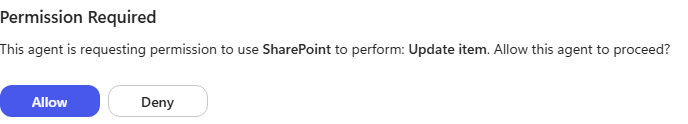 Permission Required
This agent is requesting permission to use SharePoint to perform: Update item. Allow this agent to proceed?
Allow Deny